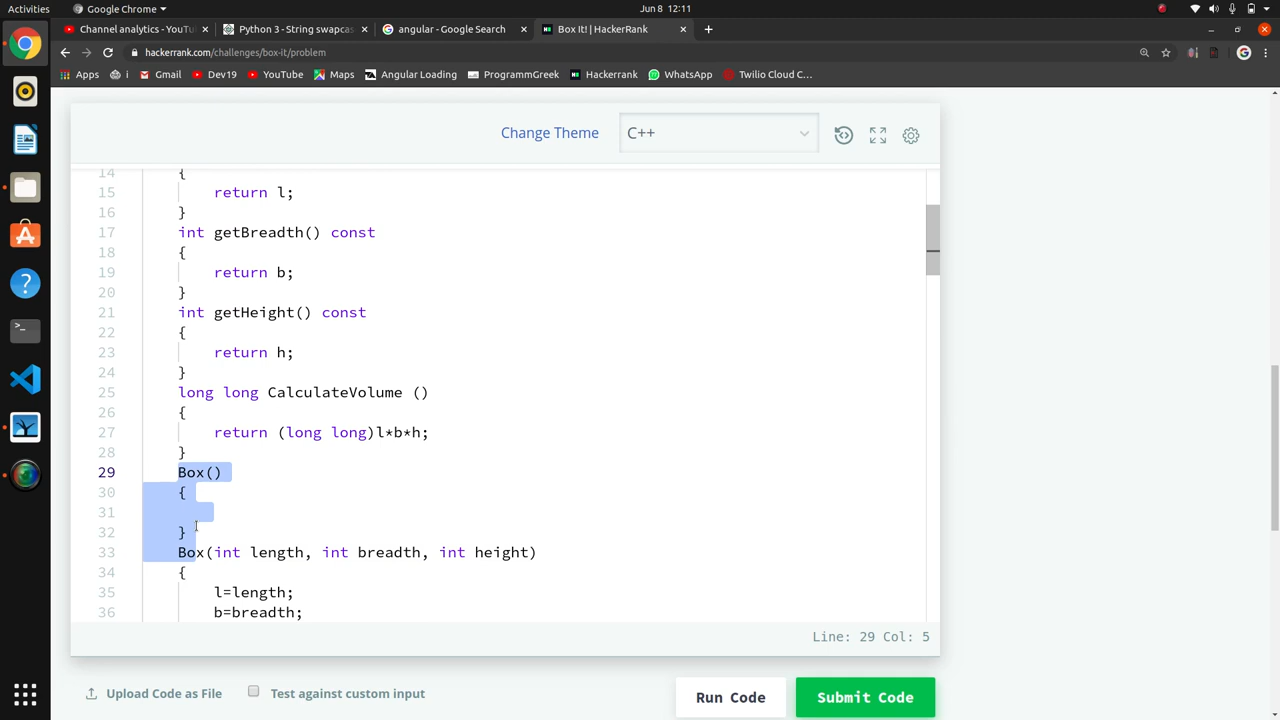 Activities
Google Chrome
Jun 8 12:11
Channel analytics - YouTu
Python 3 - String swapcas
angular - Google Search
Box It! | HackerRank
hackerrank.com/challenges/box-it/problem
Apps
i
Gmail
Dev19
YouTube
Maps
Angular Loading
ProgrammGreek
Hackerrank
WhatsApp
Twilio Cloud C...
Change Theme
C++
14 {
15 return l;
16 }
17 int getBreadth() const
18 {
19 return b;
20 }
21 int getHeight() const
22 {
23 return h;
24 }
25 long long CalculateVolume ()
26 {
27 return (long long)l*b*h;
28 }
29 Box()
30 {
31
32 }
33 Box(int length, int breadth, int height)
34 {
35 l=length;
36 b=breadth;
Line: 29 Col: 5
Upload Code as File
Test against custom input
Run Code
Submit Code